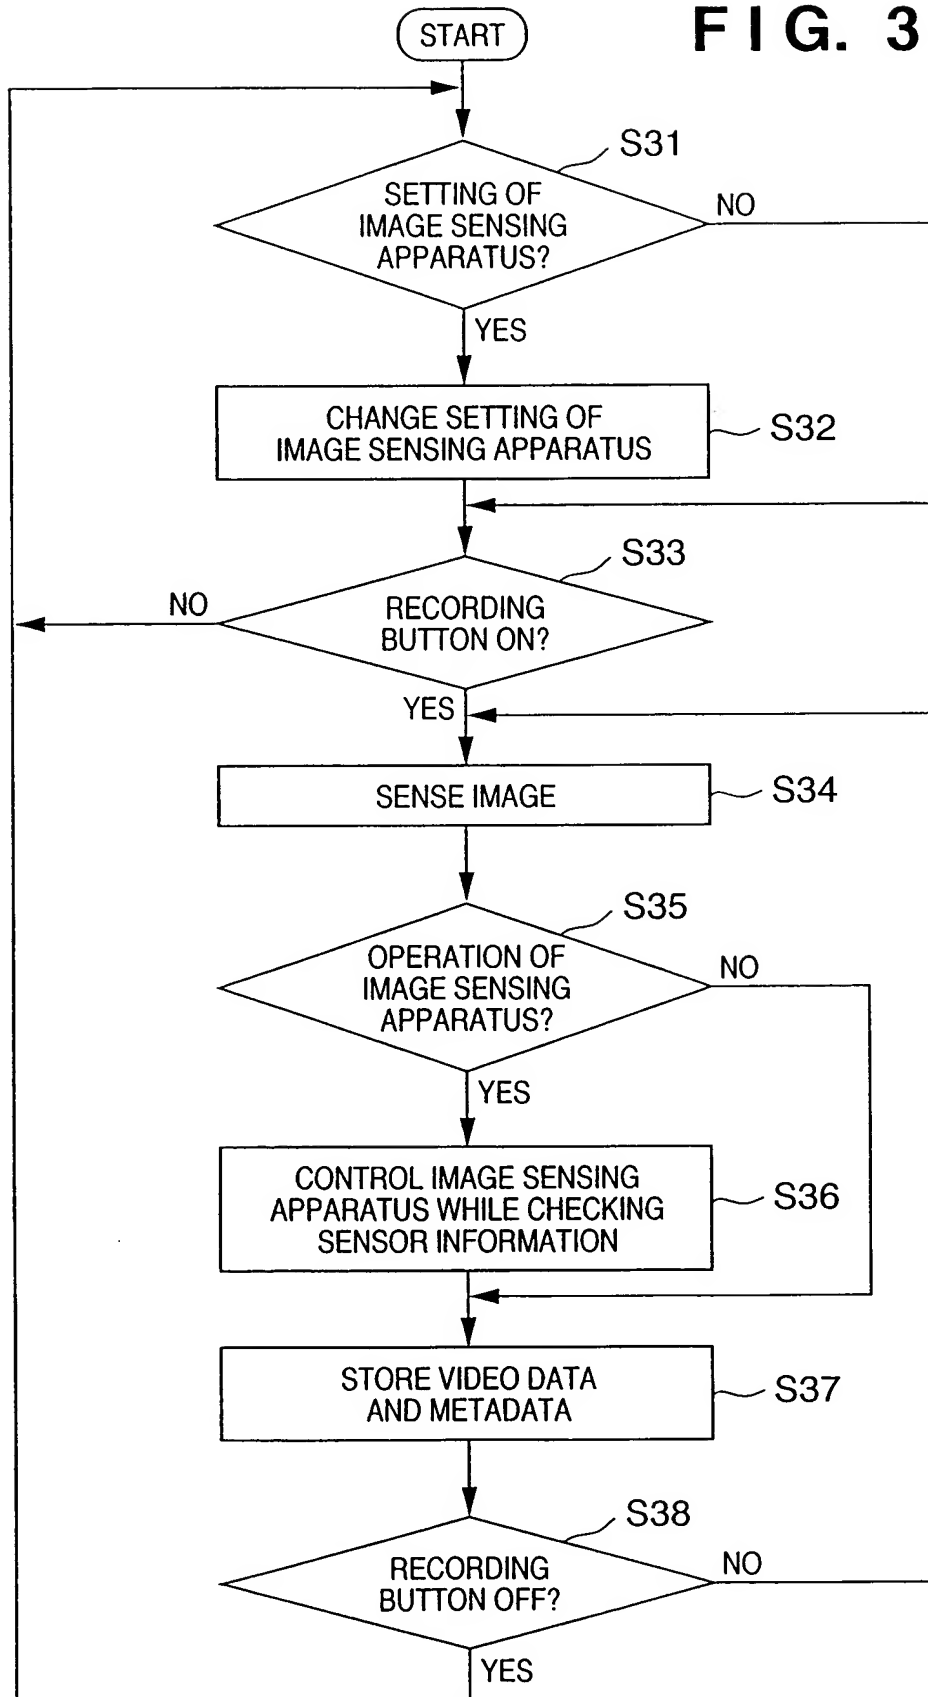 START
FIG. 3
S31
SETTING OF
IMAGE SENSING
APPARATUS?
NO
YES
CHANGE SETTING OF
IMAGE SENSING APPARATUS
S32
S33
NO
RECORDING
BUTTON ON?
YES
SENSE IMAGE
S34
S35
OPERATION OF
IMAGE SENSING
APPARATUS?
NO
YES
CONTROL IMAGE SENSING
APPARATUS WHILE CHECKING
SENSOR INFORMATION
S36
STORE VIDEO DATA
AND METADATA
S37
S38
RECORDING
BUTTON OFF?
NO
YES